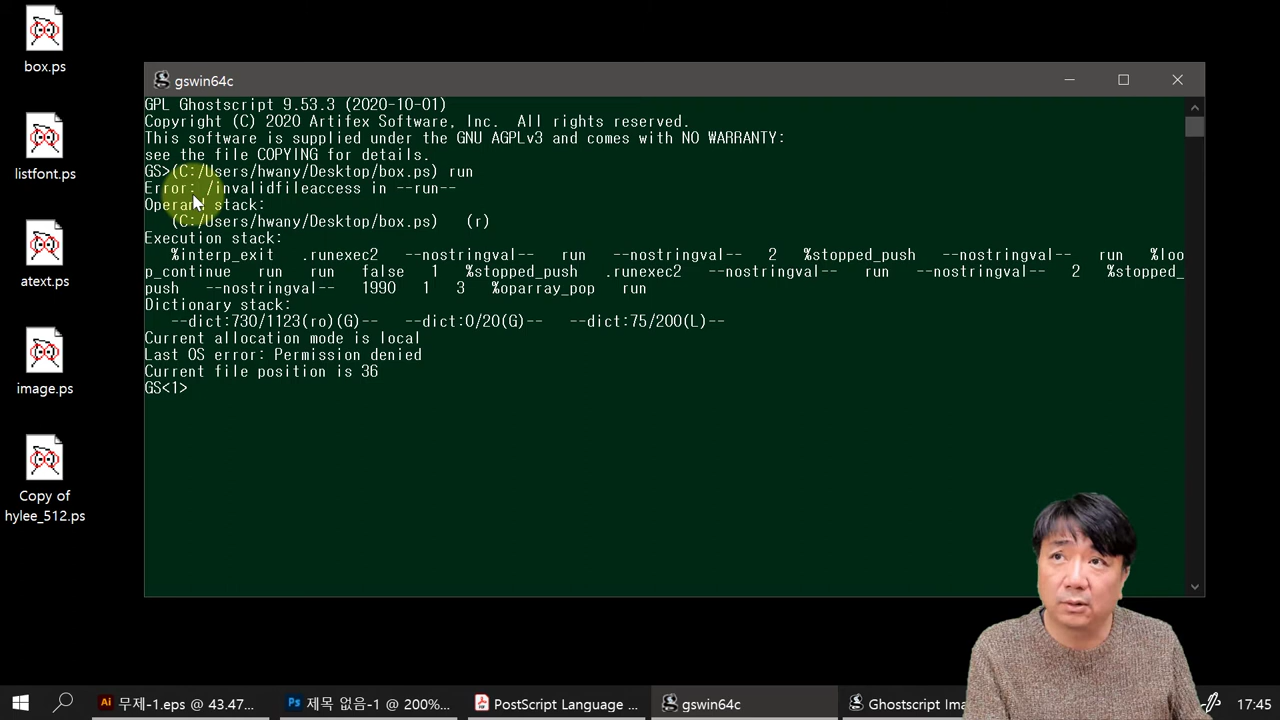 box.ps
listfont.ps
atext.ps
image.ps
Copy of
hylee_512.ps
gswin64c
GPL Ghostscript 9.53.3 (2020-10-01)
Copyright (C) 2020 Artifex Software, Inc.  All rights reserved.
This software is supplied under the GNU AGPLv3 and comes with NO WARRANTY:
see the file COPYING for details.
GS>(C:/Users/hwany/Desktop/box.ps) run
Error: /invalidfileaccess in --run--
Operand stack:
   (C:/Users/hwany/Desktop/box.ps)   (r)
Execution stack:
   %interp_exit   .runexec2   --nostringval--   run   --nostringval--   2   %stopped_push   --nostringval--   run   %loo
p_continue   run   run   false   1   %stopped_push   .runexec2   --nostringval--   run   --nostringval--   2   %stopped_
push   --nostringval--   1990   1   3   %oparray_pop   run
Dictionary stack:
   --dict:730/1123(ro)(G)--   --dict:0/20(G)--   --dict:75/200(L)--
Current allocation mode is local
Last OS error: Permission denied
Current file position is 36
GS<1>
Ai 무제-1.eps @ 43.47...
Ps 제목 없음-1 @ 200%...
PostScript Language ...
gswin64c
Ghostscript Ima
17:45